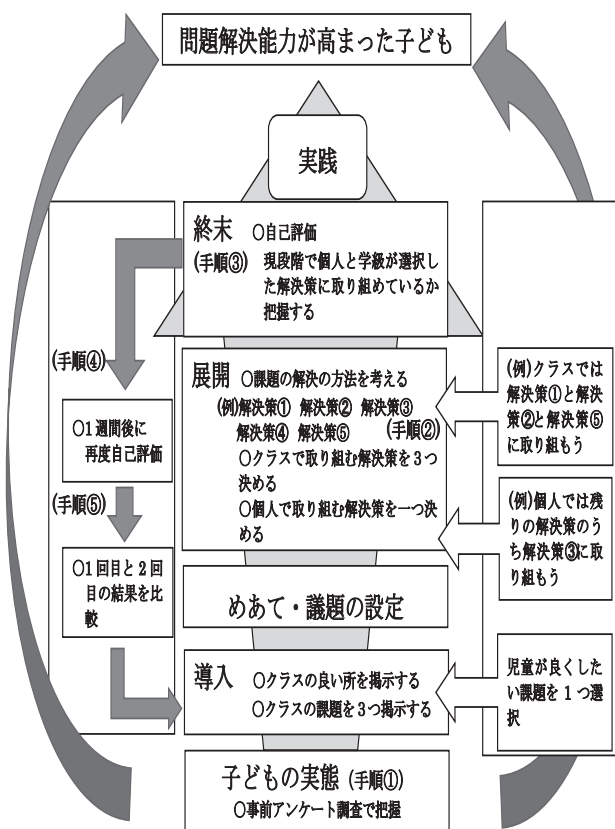 問題解決能力が高まった子ども
実践
終末 ○自己評価
(手順③) 現段階で個人と学級が選択し
た解決策に取り組めているか
把握する
(手順④)
○1週間後に
再度自己評価
(手順⑤)
○1回目と2回
目の結果を比
較
展開 ○課題の解決の方法を考える
(例)解決策① 解決策② 解決策③
解決策④ 解決策⑤ (手順②)
○クラスで取り組む解決策を3つ
決める
○個人で取り組む解決策を一つ決
める
(例)クラスでは
解決策①と解決
策②と解決策⑤
に取り組もう
(例)個人では残
りの解決策のう
ち解決策③に取
り組もう
めあて・議題の設定
導入 ○クラスの良い所を掲示する
○クラスの課題を3つ掲示する
児童が良くした
い課題を1つ選
択
子どもの実態 (手順①)
○事前アンケート調査で把握